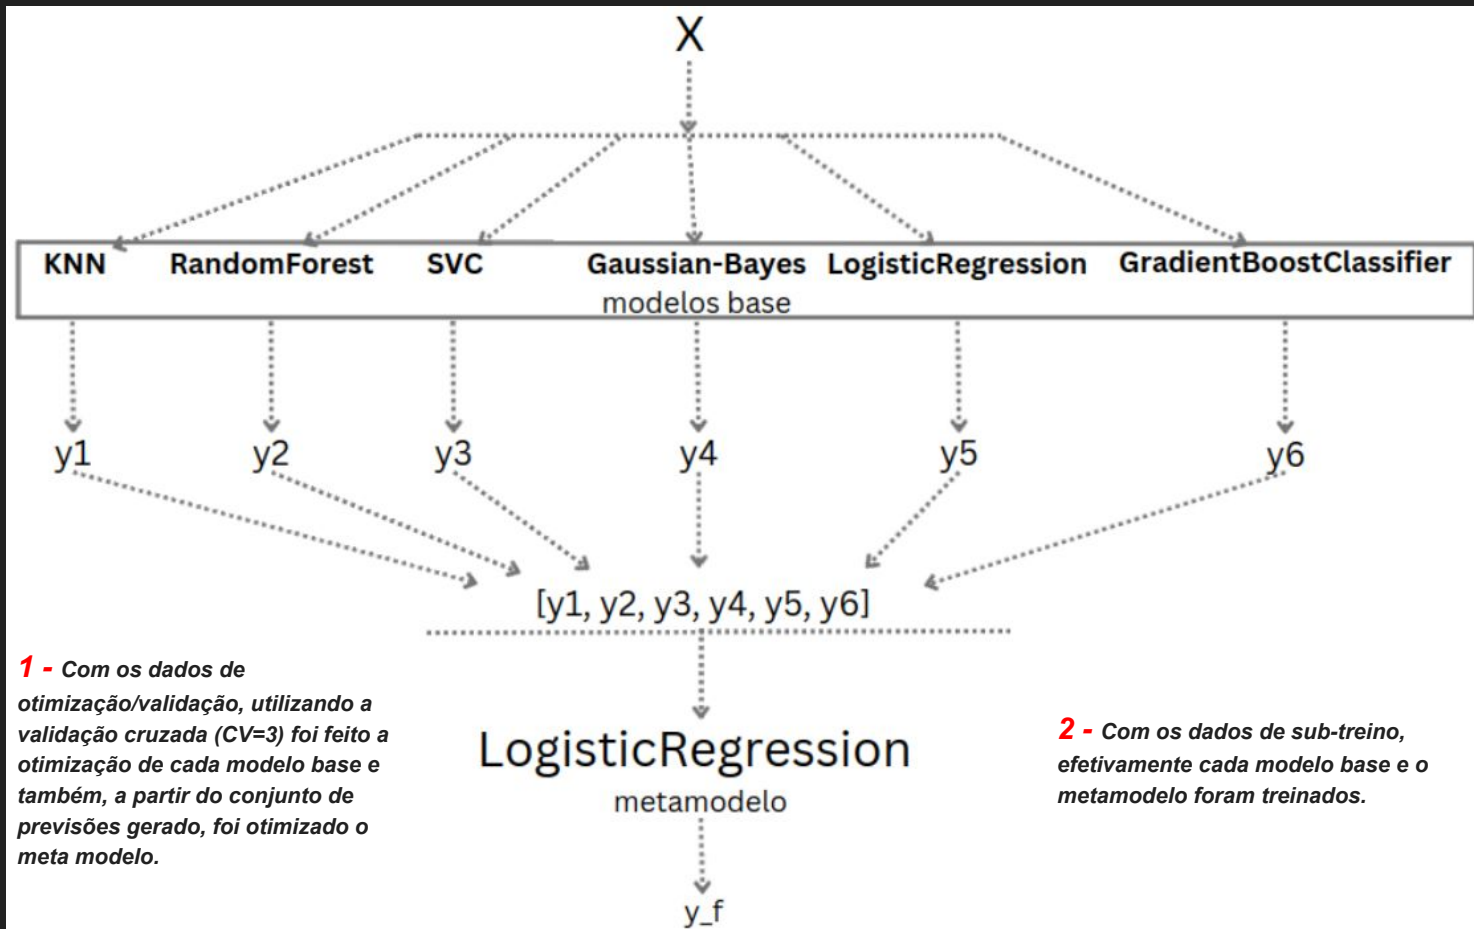 X
KNN RandomForest SVC Gaussian-Bayes LogisticRegression GradientBoostClassifier
modelos base
y1 y2 y3 y4 y5 y6
[y1, y2, y3, y4, y5, y6]
1 - Com os dados de
otimização/validação, utilizando a
validação cruzada (CV=3) foi feito a
otimização de cada modelo base e
também, a partir do conjunto de
previsões gerado, foi otimizado o
meta modelo.
LogisticRegression
metamodelo
y_f
2 - Com os dados de sub-treino,
efetivamente cada modelo base e o
metamodelo foram treinados.